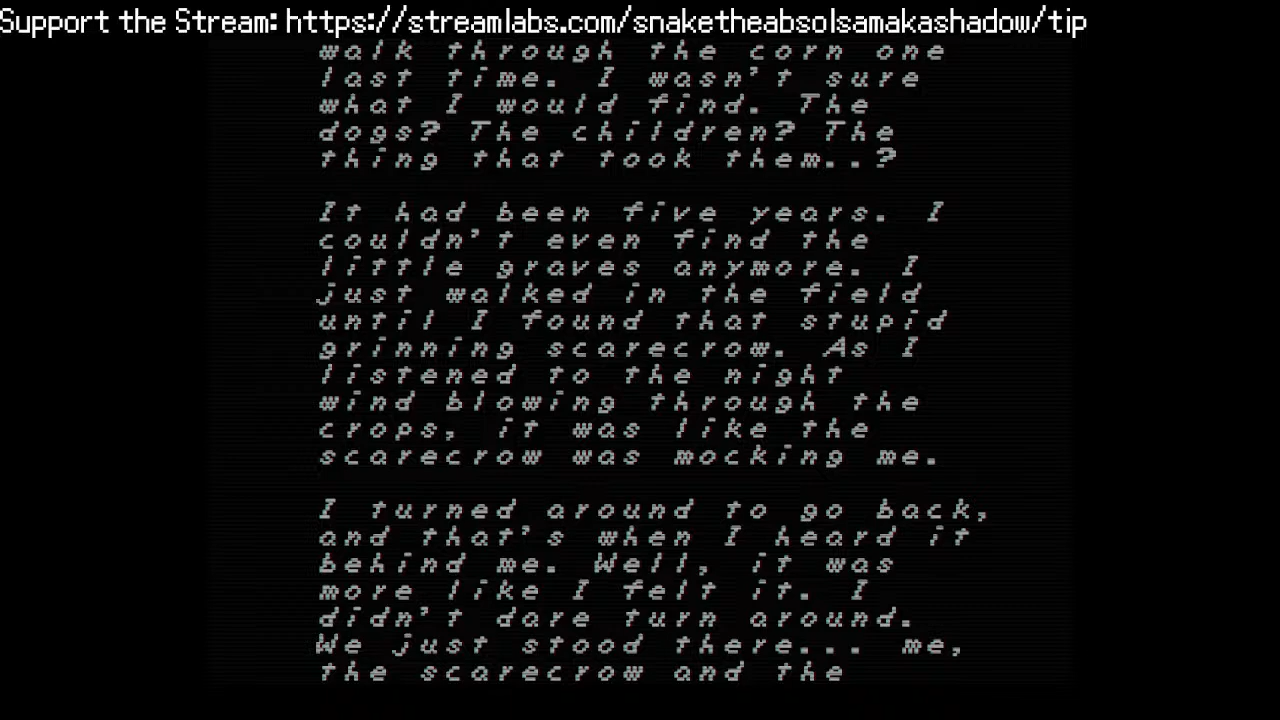 Support the Stream: https://streamlabs.com/snaketheabsolsamakashadow/tip
walk through the corn one
last time. I wasn't sure
what I would find. The
dogs? The children? The
thing that took them..?
It had been five years. I
couldn't even find the
little graves anymore. I
just walked in the field
until I found that stupid
grinning scarecrow. As I
listened to the night
wind blowing through the
crops, it was like the
scarecrow was mocking me.
I turned around to go back,
and that's when I heard it
behind me. Well, it was
more like I felt it. I
didn't dare turn around.
We just stood there... me,
the scarecrow and the